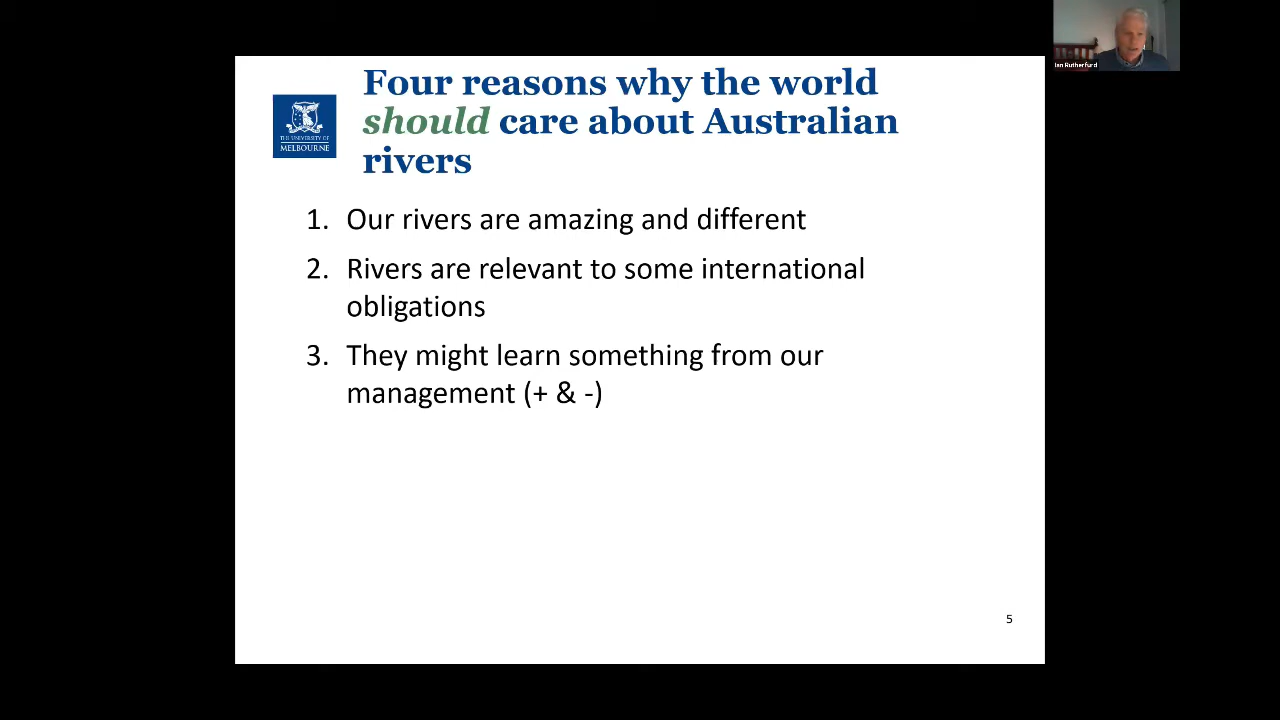 Four reasons why the world
should care about Australian
rivers
THE UNIVERSITY OF
MELBOURNE
1. Our rivers are amazing and different
2. Rivers are relevant to some international
obligations
3. They might learn something from our
management (+ & -)
5
Ian Rutherfurd